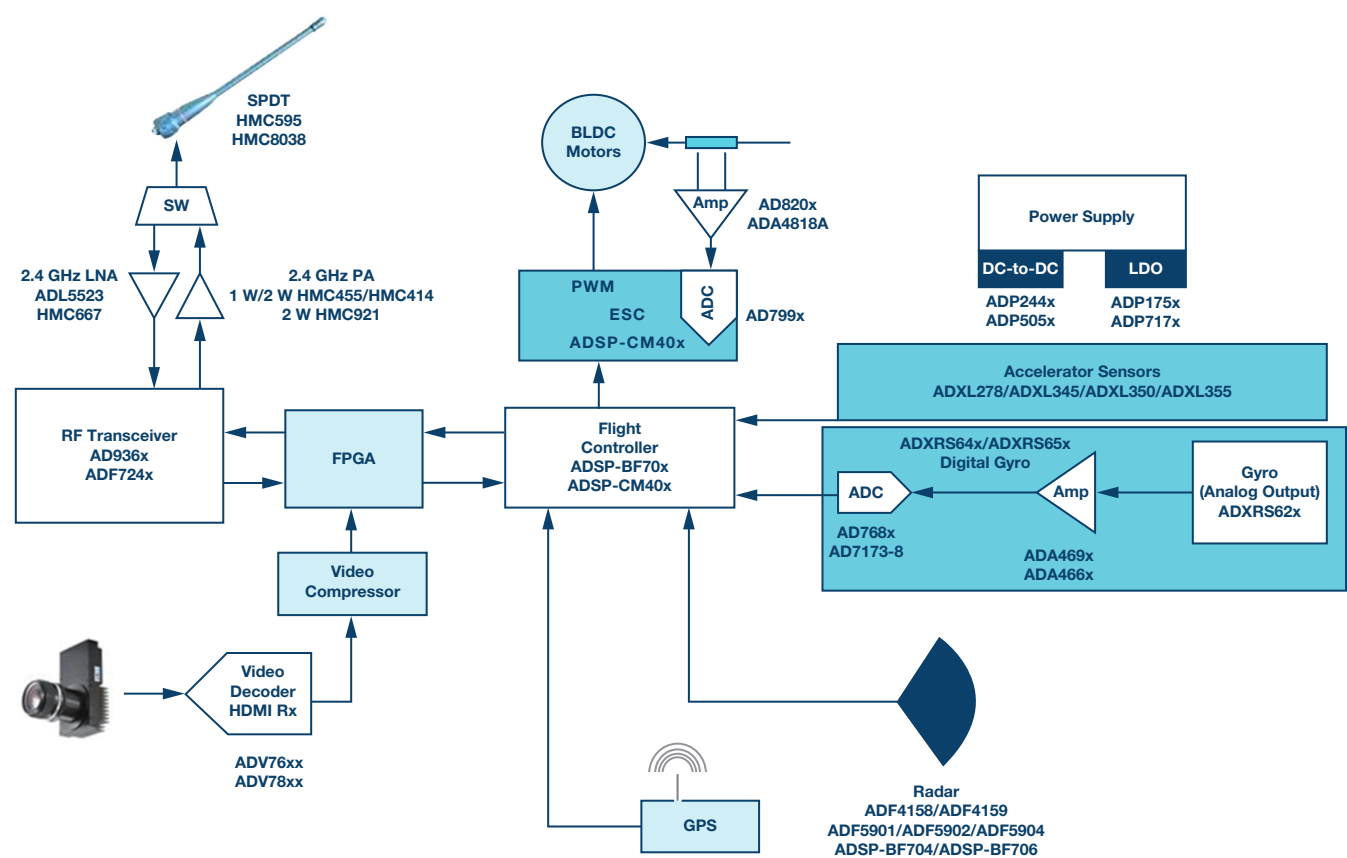 SPDT
HMC595
HMC8038
SW
2.4 GHz LNA
ADL5523
HMC667
2.4 GHz PA
1 W/2 W HMC455/HMC414
2 W HMC921
RF Transceiver
AD936x
ADF724x
FPGA
Video
Compressor
Video
Decoder
HDMI Rx
ADV76xx
ADV78xx
BLDC
Motors
Amp
AD820x
ADA4818A
PWM
ESC
ADSP-CM40x
ADC
AD799x
Flight
Controller
ADSP-BF70x
ADSP-CM40x
Power Supply
DC-to-DC
LDO
ADP244x
ADP505x
ADP175x
ADP717x
Accelerator Sensors
ADXL278/ADXL345/ADXL350/ADXL355
ADXRS64x/ADXRS65x
Digital Gyro
ADC
AD768x
AD7173-8
Amp
ADA469x
ADA466x
Gyro
(Analog Output)
ADXRS62x
GPS
Radar
ADF4158/ADF4159
ADF5901/ADF5902/ADF5904
ADSP-BF704/ADSP-BF706